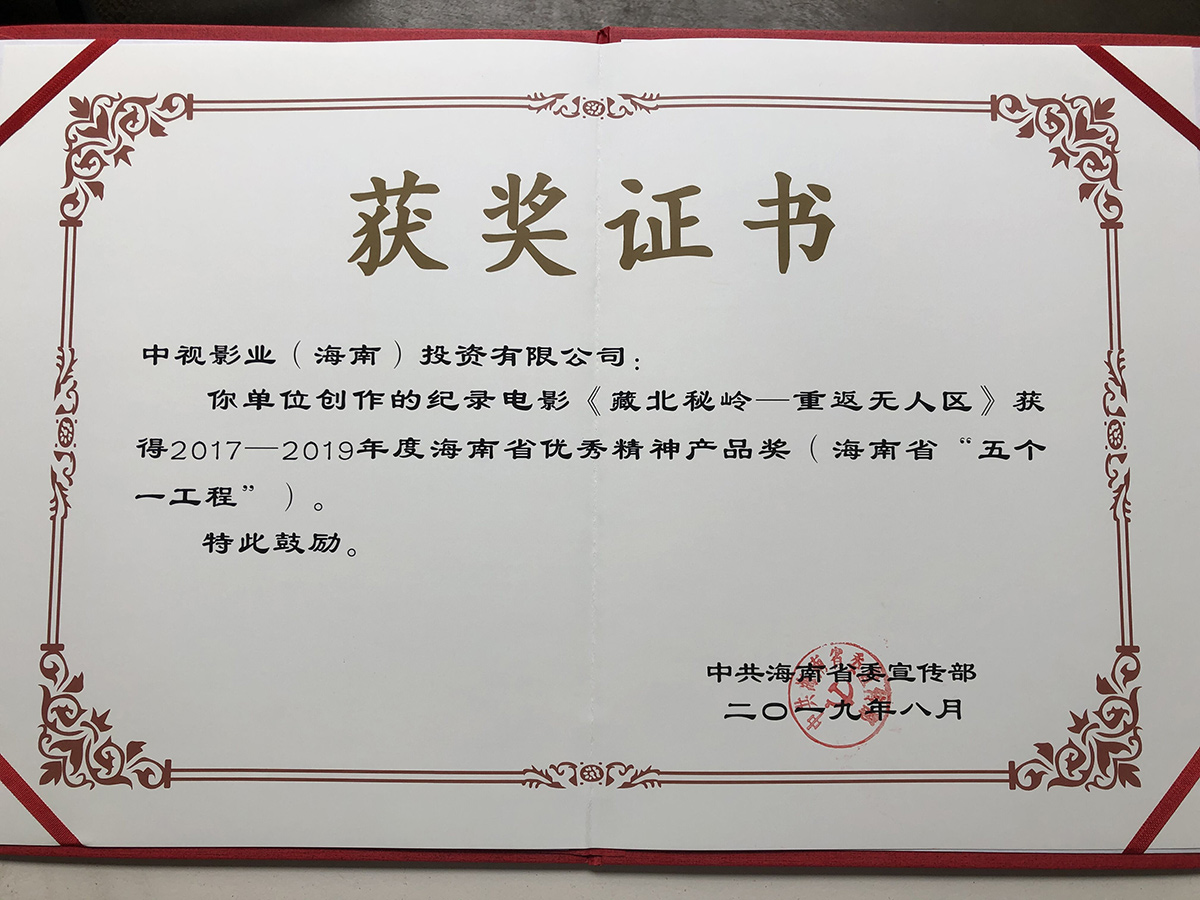 获奖证书
中视影业（海南）投资有限公司：
你单位创作的纪录电影《藏北秘岭—重返无人区》获
得2017—2019年度海南省优秀精神产品奖（海南省“五个
一工程”）。
特此鼓励。
中共海南省委宣传部
二〇一九年八月